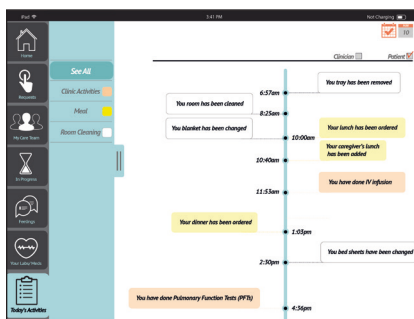 iPad
3:41 PM
Not Charging
10
Clinician
Patient
Home
Requests
My Care Team
In Progress
Feelings
Your Labs/Meds
Today's Activities
See All
Clinic Activities
Meal
Room Cleaning
6:57am
You tray has been removed
You room has been cleaned
8:25am
You blanket has been changed
10:00am
Your lunch has been ordered
Your caregiver's lunch
has been added
10:40am
11:53am
You have done IV infusion
Your dinner has been ordered
1:03pm
2:30pm
You bed sheets have been changed
You have done Pulmonary Function Tests (PFTs)
4:36pm